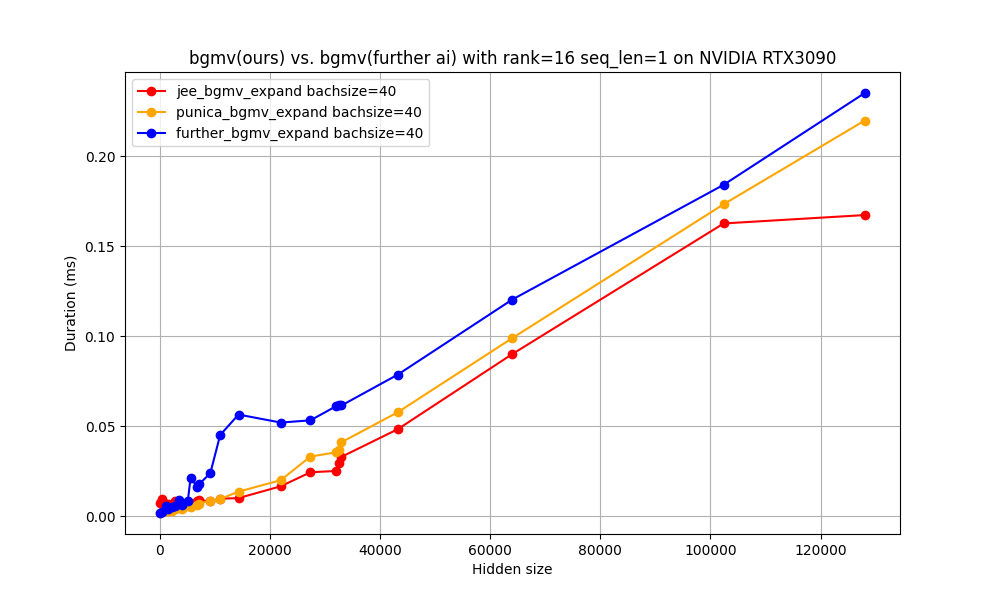 bgmv(ours) vs. bgmv(further ai) with rank=16 seq_len=1 on NVIDIA RTX3090
jee_bgmv_expand bachsize=40
punica_bgmv_expand bachsize=40
further_bgmv_expand bachsize=40
Duration (ms)
0.20
0.15
0.10
0.05
0.00
0 20000 40000 60000 80000 100000 120000
Hidden size